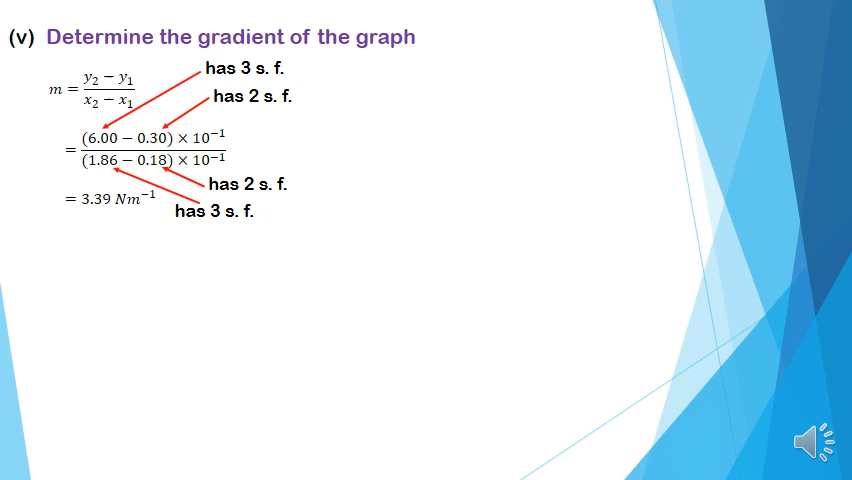 (v) Determine the gradient of the graph
has 3 s. f.
m = y₂ − y₁ / x₂ − x₁
has 2 s. f.
= (6.00 − 0.30) × 10⁻¹ / (1.86 − 0.18) × 10⁻¹
has 2 s. f.
= 3.39 Nm⁻¹
has 3 s. f.